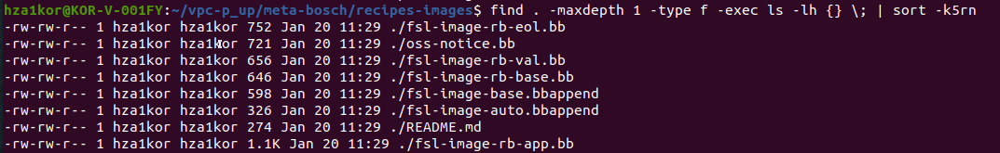 hza1kor@KOR-V-001FY:~/vpc-p_up/meta-bosch/recipes-images$ find . -maxdepth 1 -type f -exec ls -lh {} \; | sort -k5rn
-rw-rw-r-- 1 hza1kor hza1kor 752 Jan 20 11:29 ./fsl-image-rb-eol.bb
-rw-rw-r-- 1 hza1kor hza1kor 721 Jan 20 11:29 ./oss-notice.bb
-rw-rw-r-- 1 hza1kor hza1kor 656 Jan 20 11:29 ./fsl-image-rb-val.bb
-rw-rw-r-- 1 hza1kor hza1kor 646 Jan 20 11:29 ./fsl-image-rb-base.bb
-rw-rw-r-- 1 hza1kor hza1kor 598 Jan 20 11:29 ./fsl-image-base.bbappend
-rw-rw-r-- 1 hza1kor hza1kor 326 Jan 20 11:29 ./fsl-image-auto.bbappend
-rw-rw-r-- 1 hza1kor hza1kor 274 Jan 20 11:29 ./README.md
-rw-rw-r-- 1 hza1kor hza1kor 1.1K Jan 20 11:29 ./fsl-image-rb-app.bb